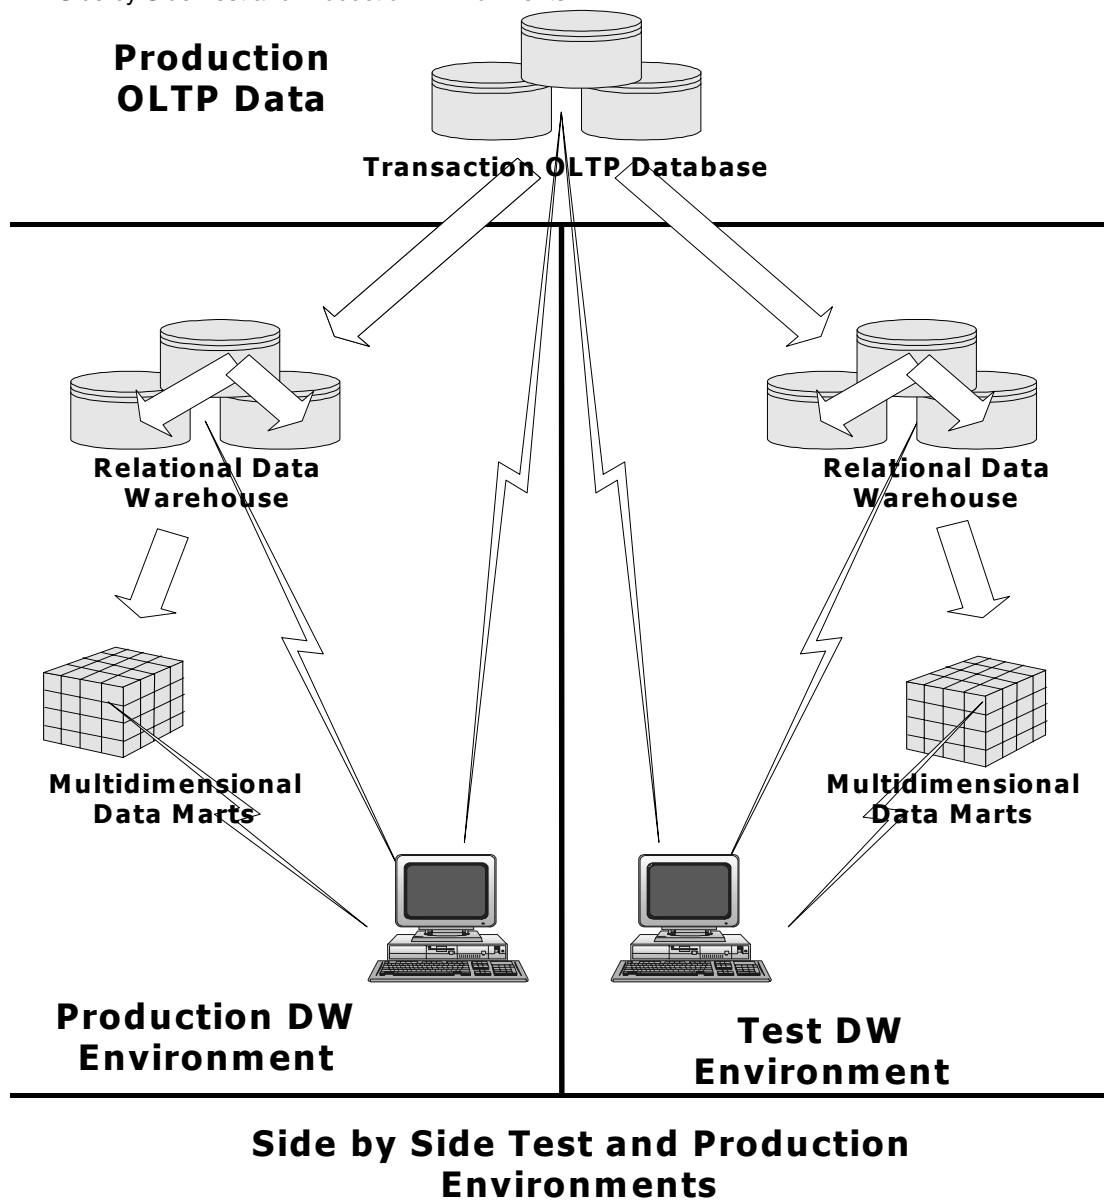 Production
OLTP Data
Transaction OLTP Database
Relational Data
Warehouse
Relational Data
Warehouse
Multidimensional
Data Marts
Multidimensional
Data Marts
Production DW
Environment
Test DW
Environment
Side by Side Test and Production
Environments